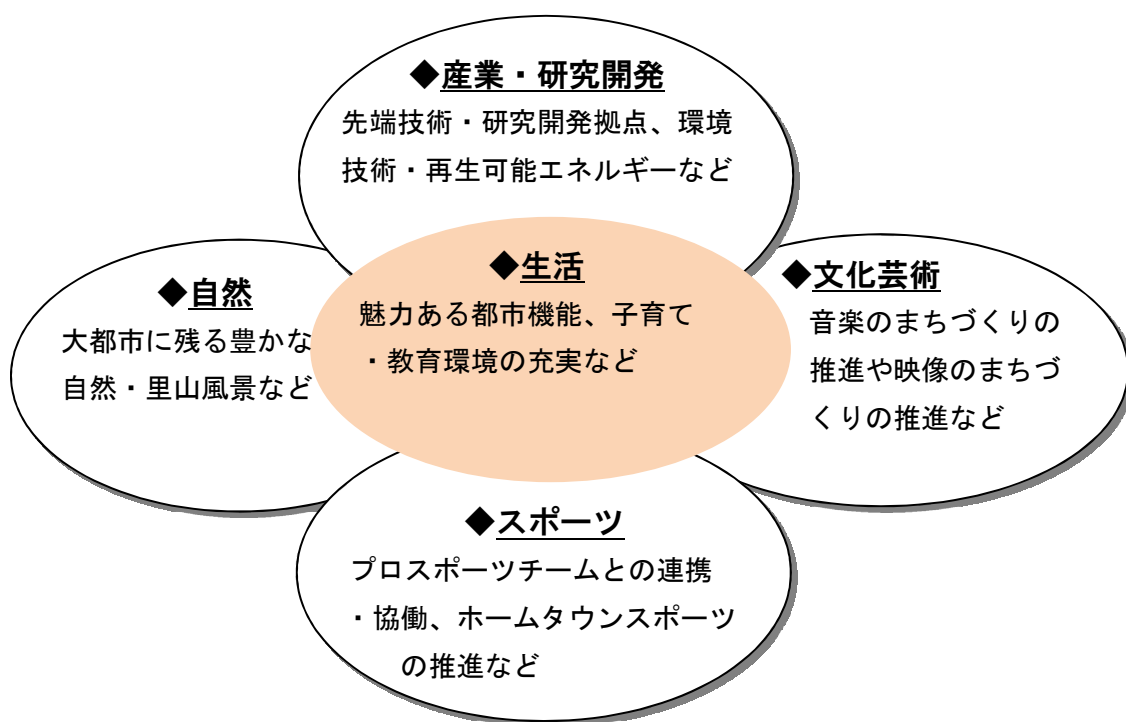 ◆産業・研究開発
先端技術・研究開発拠点、環境
技術・再生可能エネルギーなど
◆自然
大都市に残る豊かな
自然・里山風景など
◆生活
魅力ある都市機能、子育て
・教育環境の充実など
◆文化芸術
音楽のまちづくりの
推進や映像のまちづ
くりの推進など
◆スポーツ
プロスポーツチームとの連携
・協働、ホームタウンスポーツ
の推進など